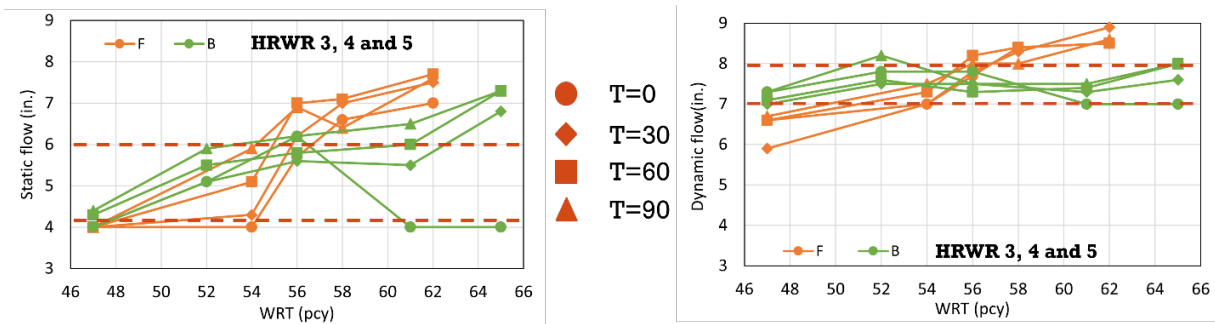 9
8
7
6
5
4
3
Static flow (in.)
F
B
HRWR 3, 4 and 5
46 48 50 52 54 56 58 60 62 64 66
WRT (pcy)
T=0
T=30
T=60
T=90
9
8
7
6
5
4
3
Dynamic flow(in.)
F
B
HRWR 3, 4 and 5
46 48 50 52 54 56 58 60 62 64 66
WRT (pcy)